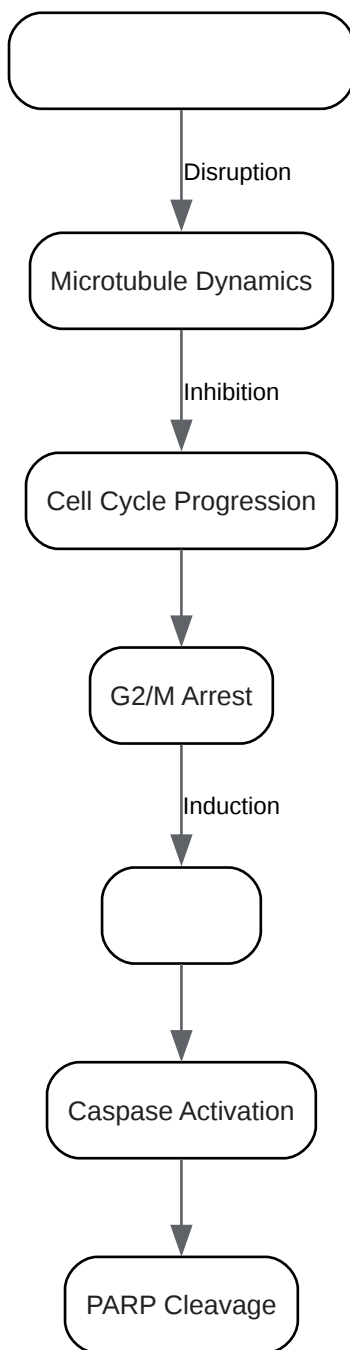 Disruption
Microtubule Dynamics
Inhibition
Cell Cycle Progression
G2/M Arrest
Induction
Caspase Activation
PARP Cleavage